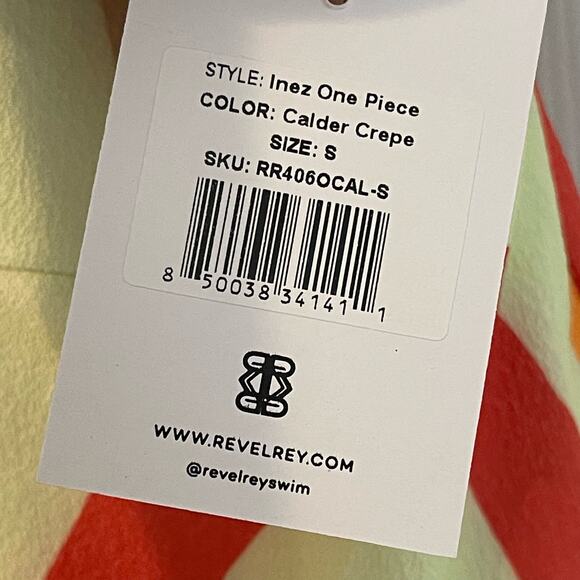 STYLE: Inez One Piece
COLOR: Calder Crepe
SIZE: S
SKU: RR406OCAL-S
8 50038 34141 1
WWW.REVELREY.COM
@revelreyswim